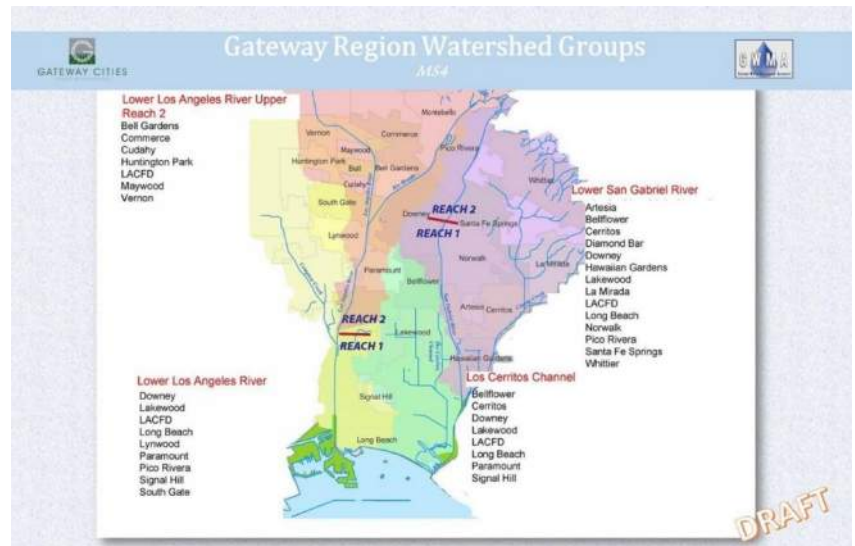 Gateway Region Watershed Groups
MS4
GATEWAY CITIES
GWMA
Lower Los Angeles River Upper
Reach 2
Bell Gardens
Commerce
Cudahy
Huntington Park
LACFD
Maywood
Vernon
Montebello
Vernon
Commerce
Maywood
Pico Rivera
Huntington Park
Bell
Bell Gardens
Cudahy
Whittier
South Gate
Downey
REACH 2
Santa Fe Springs
REACH 1
Lynwood
Norwalk
La Mirada
Paramount
Bellflower
Artesia
Cerritos
REACH 2
Lakewood
REACH 1
Hawaiian Gardens
Signal Hill
Long Beach
Lower San Gabriel River
Artesia
Bellflower
Cerritos
Diamond Bar
Downey
Hawaiian Gardens
Lakewood
La Mirada
LACFD
Long Beach
Norwalk
Pico Rivera
Santa Fe Springs
Whittier
Lower Los Angeles River
Downey
Lakewood
LACFD
Long Beach
Lynwood
Paramount
Pico Rivera
Signal Hill
South Gate
Los Cerritos Channel
Bellflower
Cerritos
Downey
Lakewood
LACFD
Long Beach
Paramount
Signal Hill
DRAFT